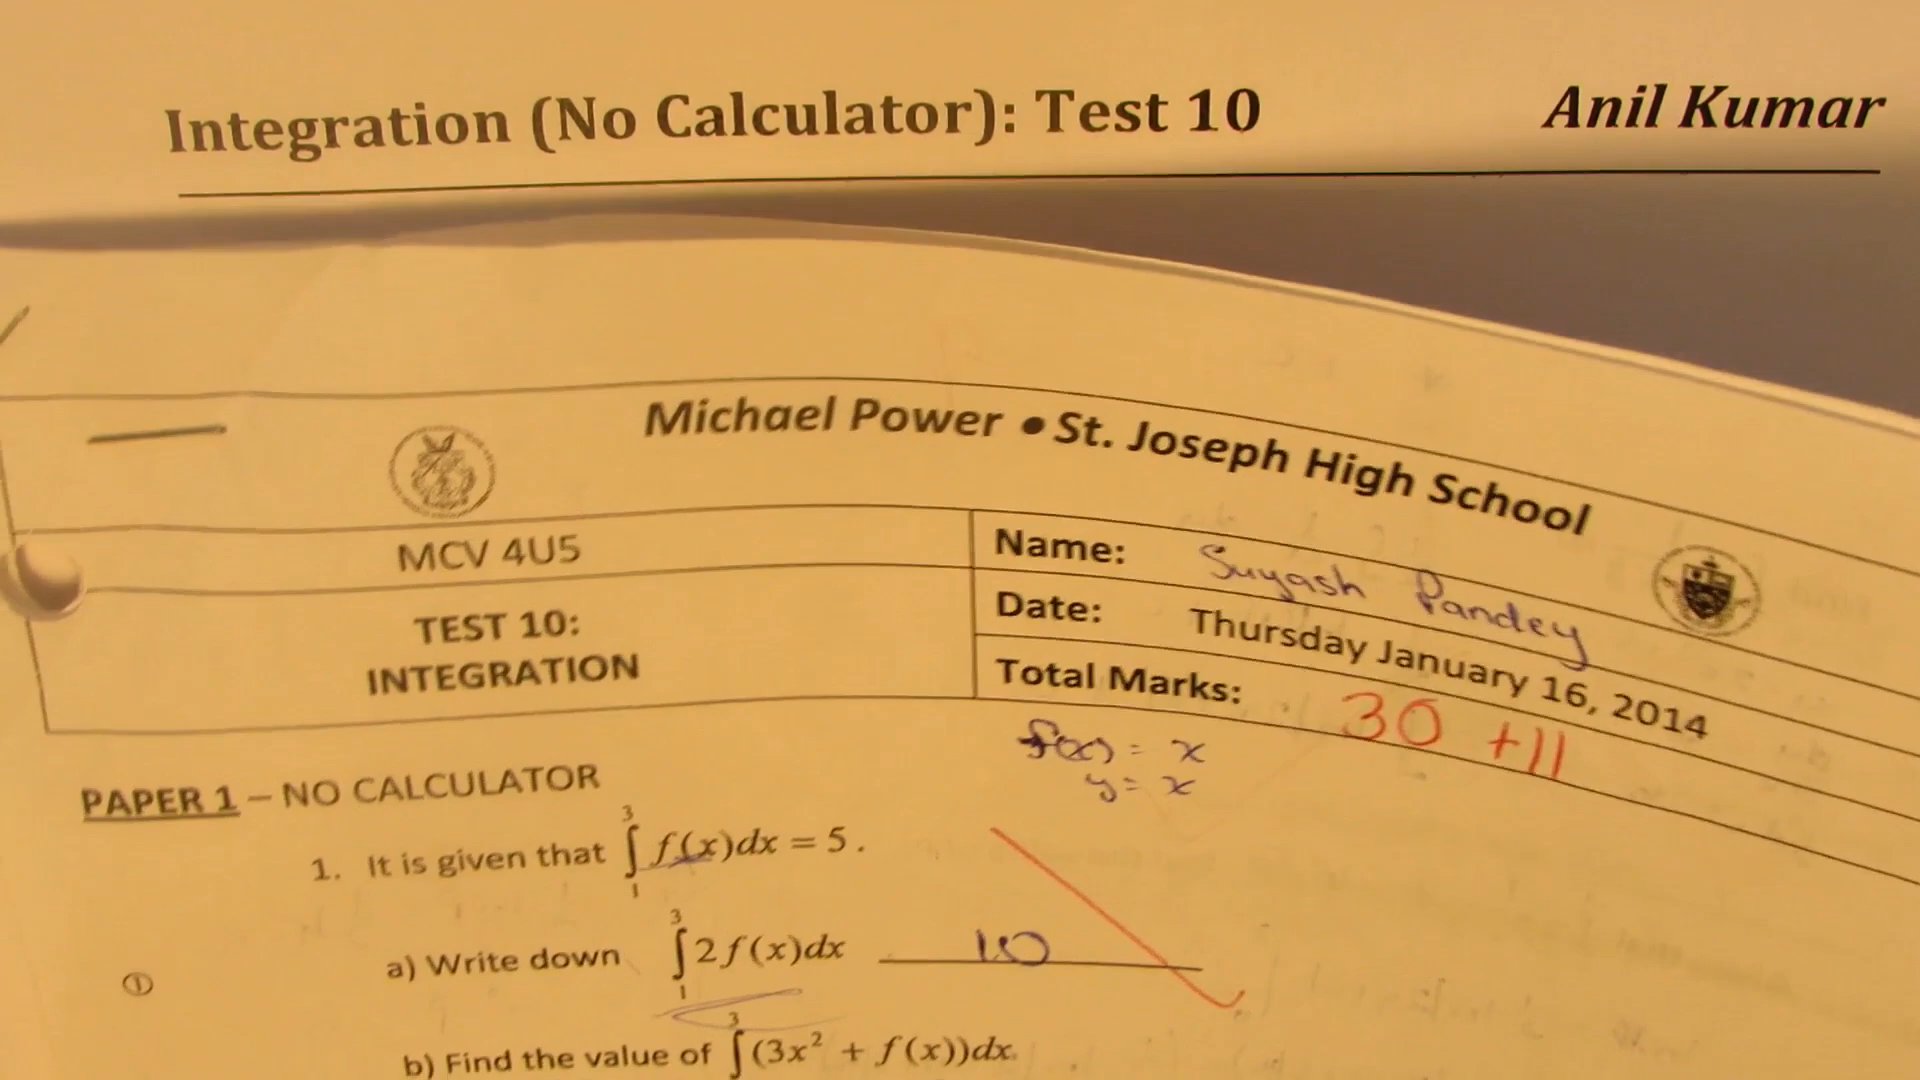 Integration (No Calculator): Test 10 Anil Kumar
Michael Power • St. Joseph High School
MCV 4U5
Name: Suyash Pandey
TEST 10:
INTEGRATION
Date: Thursday January 16, 2014
Total Marks: 30 +11
f(x) = x
y = x
PAPER 1 – NO CALCULATOR
1. It is given that ∫₁³ f(x)dx = 5.
① a) Write down ∫₁³ 2f(x)dx 10
b) Find the value of ∫³ (3x² + f(x))dx.